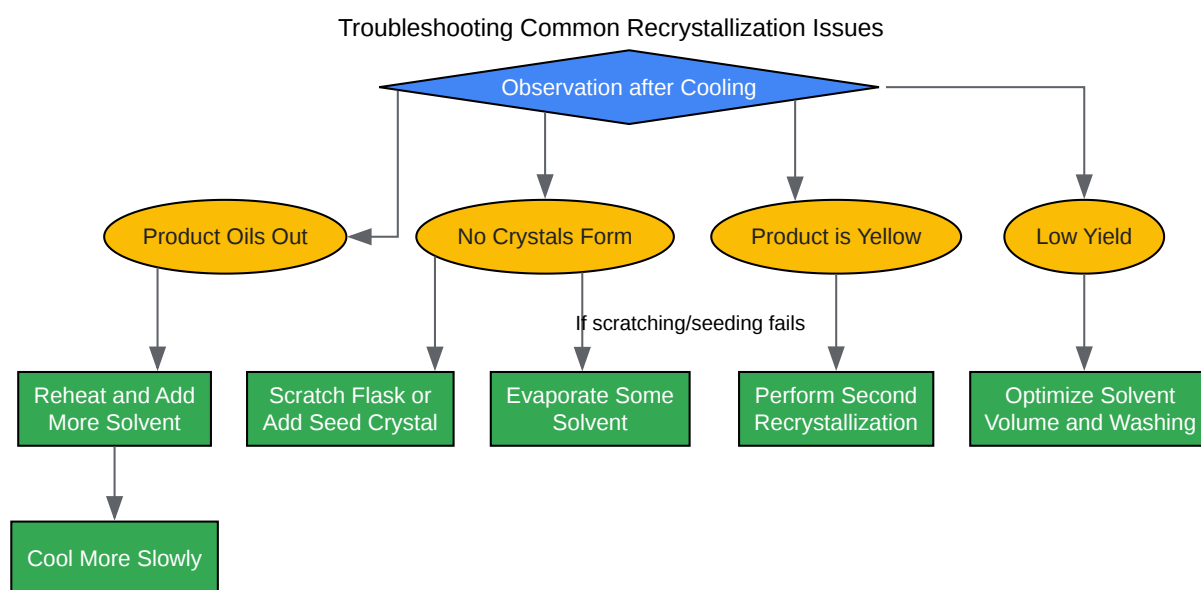 Troubleshooting Common Recrystallization Issues
Observation after Cooling
Product Oils Out
No Crystals Form
Product is Yellow
Low Yield
If scratching/seeding fails
Reheat and Add
More Solvent
Scratch Flask or
Add Seed Crystal
Evaporate Some
Solvent
Perform Second
Recrystallization
Optimize Solvent
Volume and Washing
Cool More Slowly